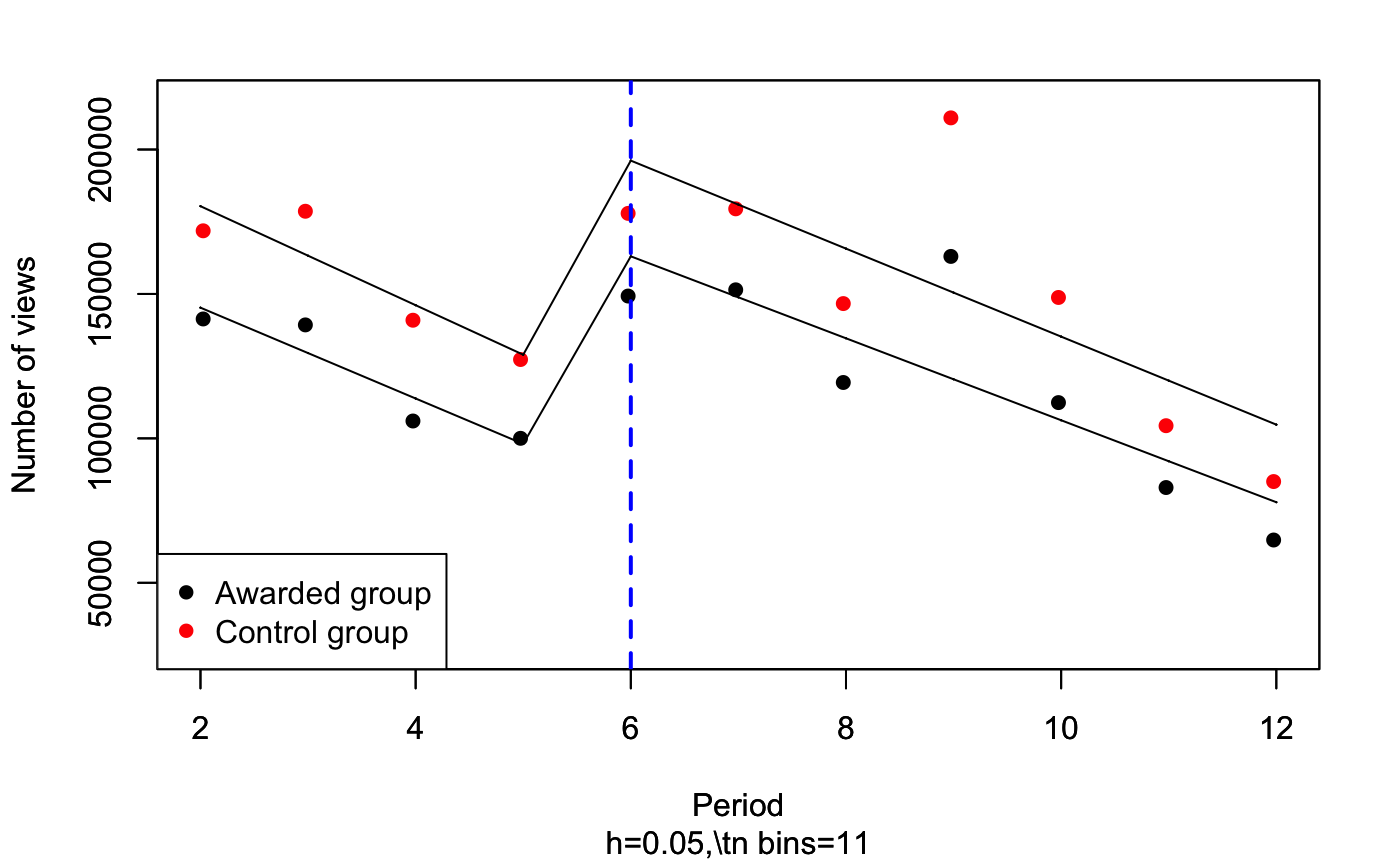 Number of views
200000
150000
100000
50000
Awarded group
Control group
2 4 6 8 10 12
Period
h=0.05,\tn bins=11